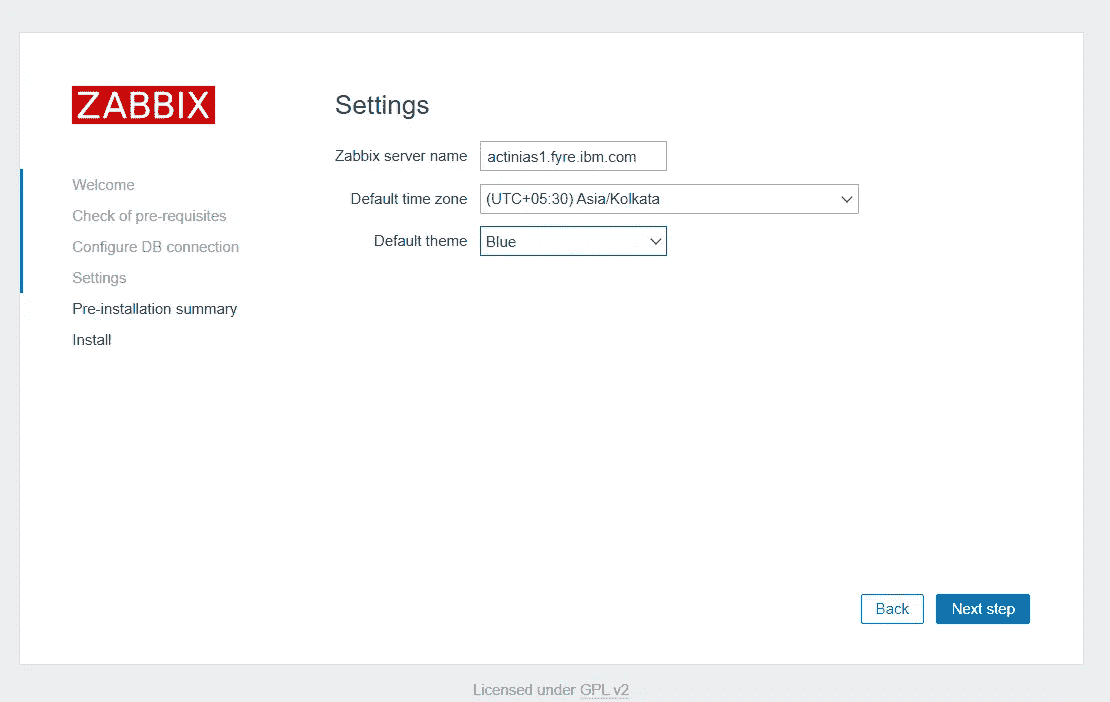 ZABBIX
Welcome
Check of pre-requisites
Configure DB connection
Settings
Pre-installation summary
Install
Settings
Zabbix server name actinias1.fyre.ibm.com
Default time zone (UTC+05:30) Asia/Kolkata
Default theme Blue
Back Next step
Licensed under GPL v2